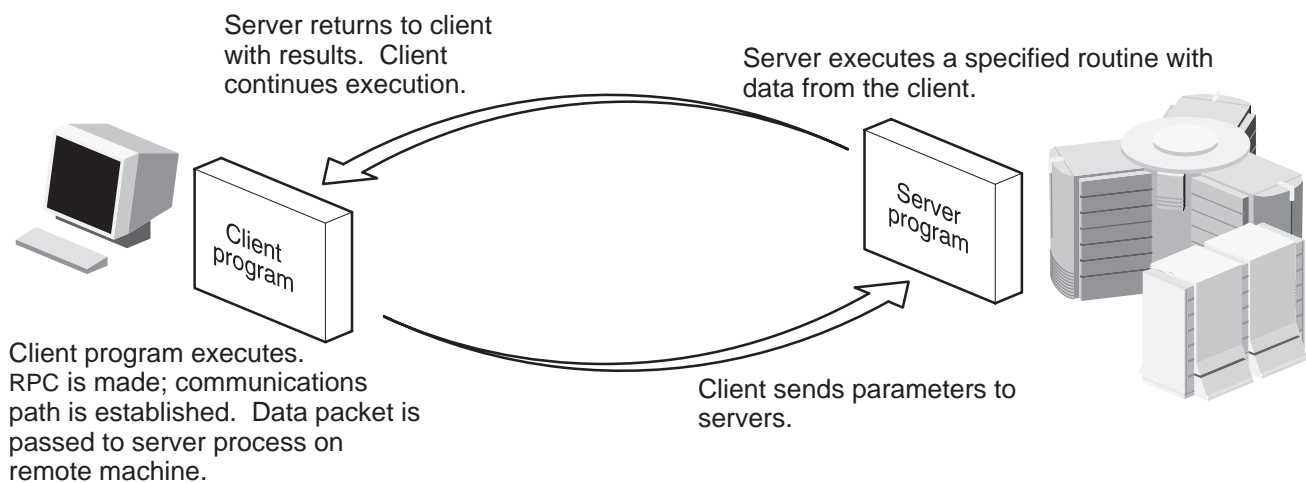 Server returns to client
with results.  Client
continues execution.
Server executes a specified routine with
data from the client.
Client
program
Server
program
Client program executes.
RPC is made; communications
path is established.  Data packet is
passed to server process on
remote machine.
Client sends parameters to
servers.